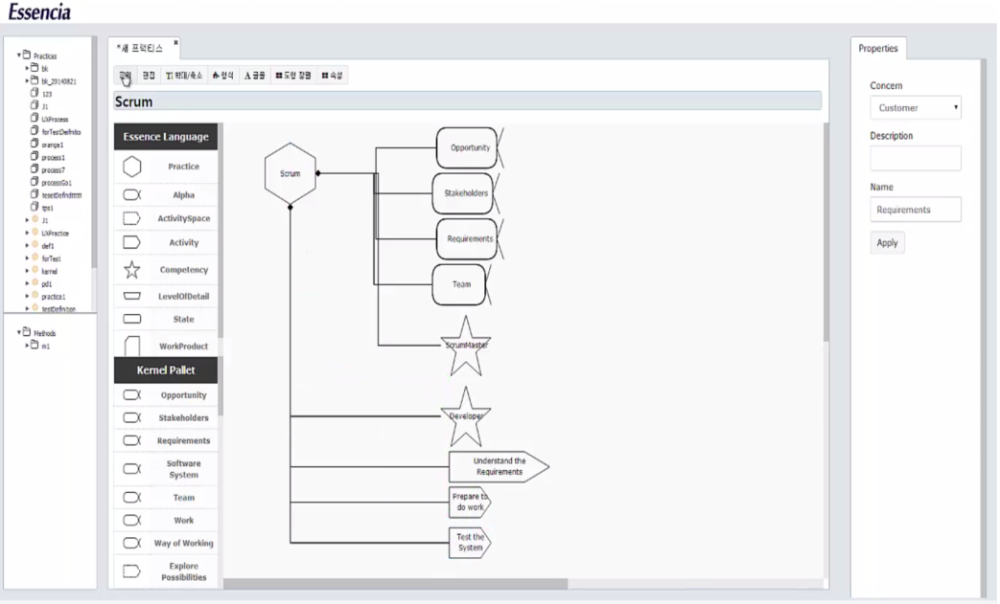 Essencia
Practices
bk
bk_20140821
123
J1
UXProcess
forTestDeifnitio
orange1
process1
process7
processGo1
tps1
J1
UXPractice
def1
forTest
kernel
pd1
practice1
testDefinition
Methods
m1
*새 프랙티스 x
편집
확대/축소
형식
A 글꼴
도형 정렬
속성
Scrum
Essence Language
Practice
Alpha
ActivitySpace
Activity
Competency
LevelOfDetail
State
WorkProduct
Kernel Pallet
Opportunity
Stakeholders
Requirements
Software
System
Team
Work
Way of Working
Explore
Possibilities
Scrum
Opportunity
Stakeholders
Requirements
Team
ScrumMaster
Developer
Understand the
Requirements
Prepare to
do work
Test the
System
Properties
Concern
Customer
Description
Name
Requirements
Apply